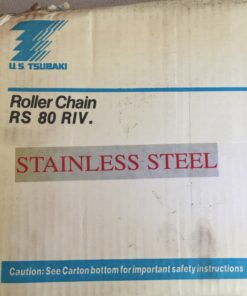 U.S. TSUBAKI
Roller Chain
RS 80 RIV.
STAINLESS STEEL
Caution: See Carton bottom for important safety instructions